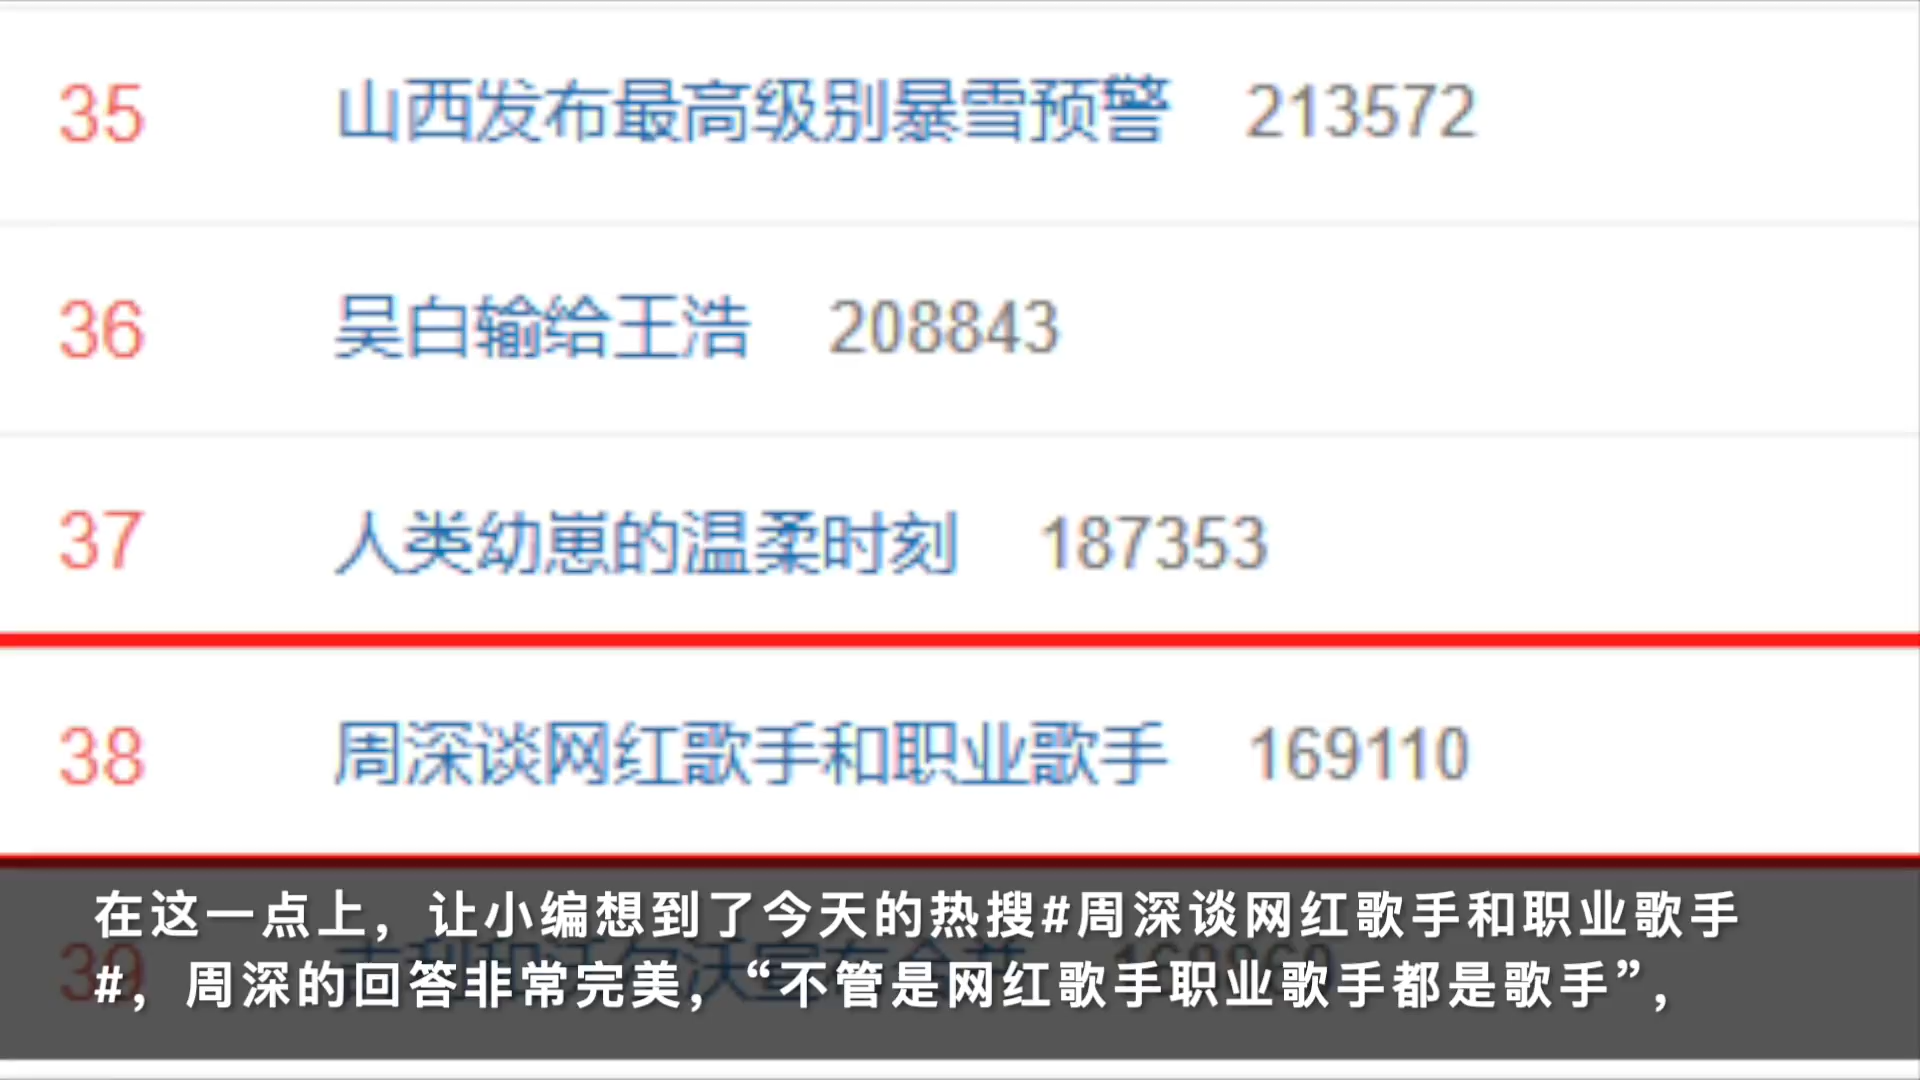 35 山西发布最高级别暴雪预警 213572
36 吴白输给王浩 208843
37 人类幼崽的温柔时刻 187353
38 周深谈网红歌手和职业歌手 169110
在这一点上，让小编想到了今天的热搜#周深谈网红歌手和职业歌手
#，周深的回答非常完美，“不管是网红歌手职业歌手都是歌手”，
39